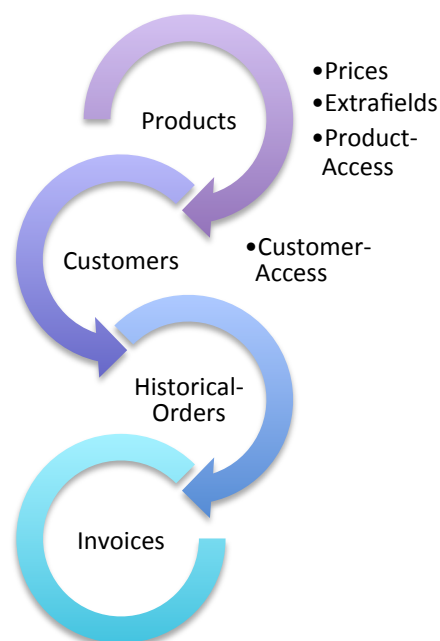 Products
•Prices
•Extrafields
•Product-
Access
Customers
•Customer-
Access
Historical-
Orders
Invoices